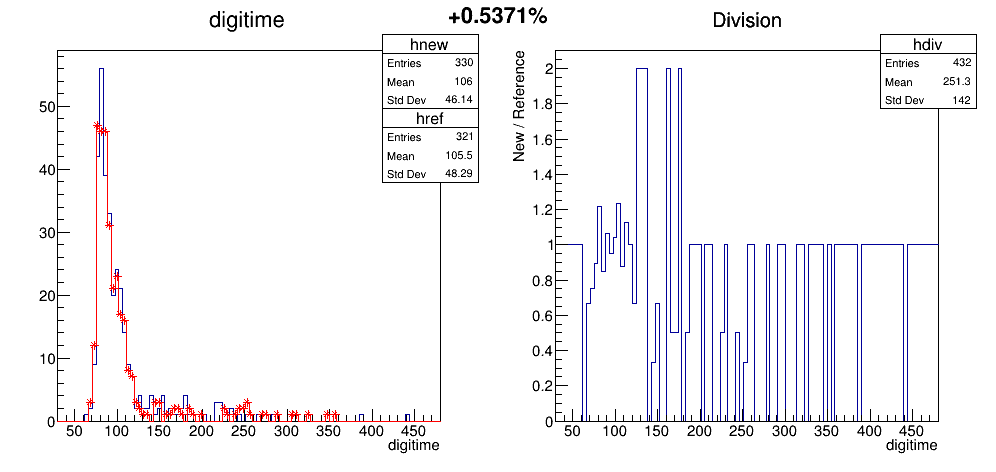 +0.5371%
digitime
hnew
Entries 330
Mean 106
Std Dev 46.14
href
Entries 321
Mean 105.5
Std Dev 48.29
50
40
30
20
10
0
50 100 150 200 250 300 350 400 450
digitime
Division
hdiv
Entries 432
Mean 251.3
Std Dev 142
New / Reference
2
1.8
1.6
1.4
1.2
1
0.8
0.6
0.4
0.2
0
50 100 150 200 250 300 350 400 450
digitime